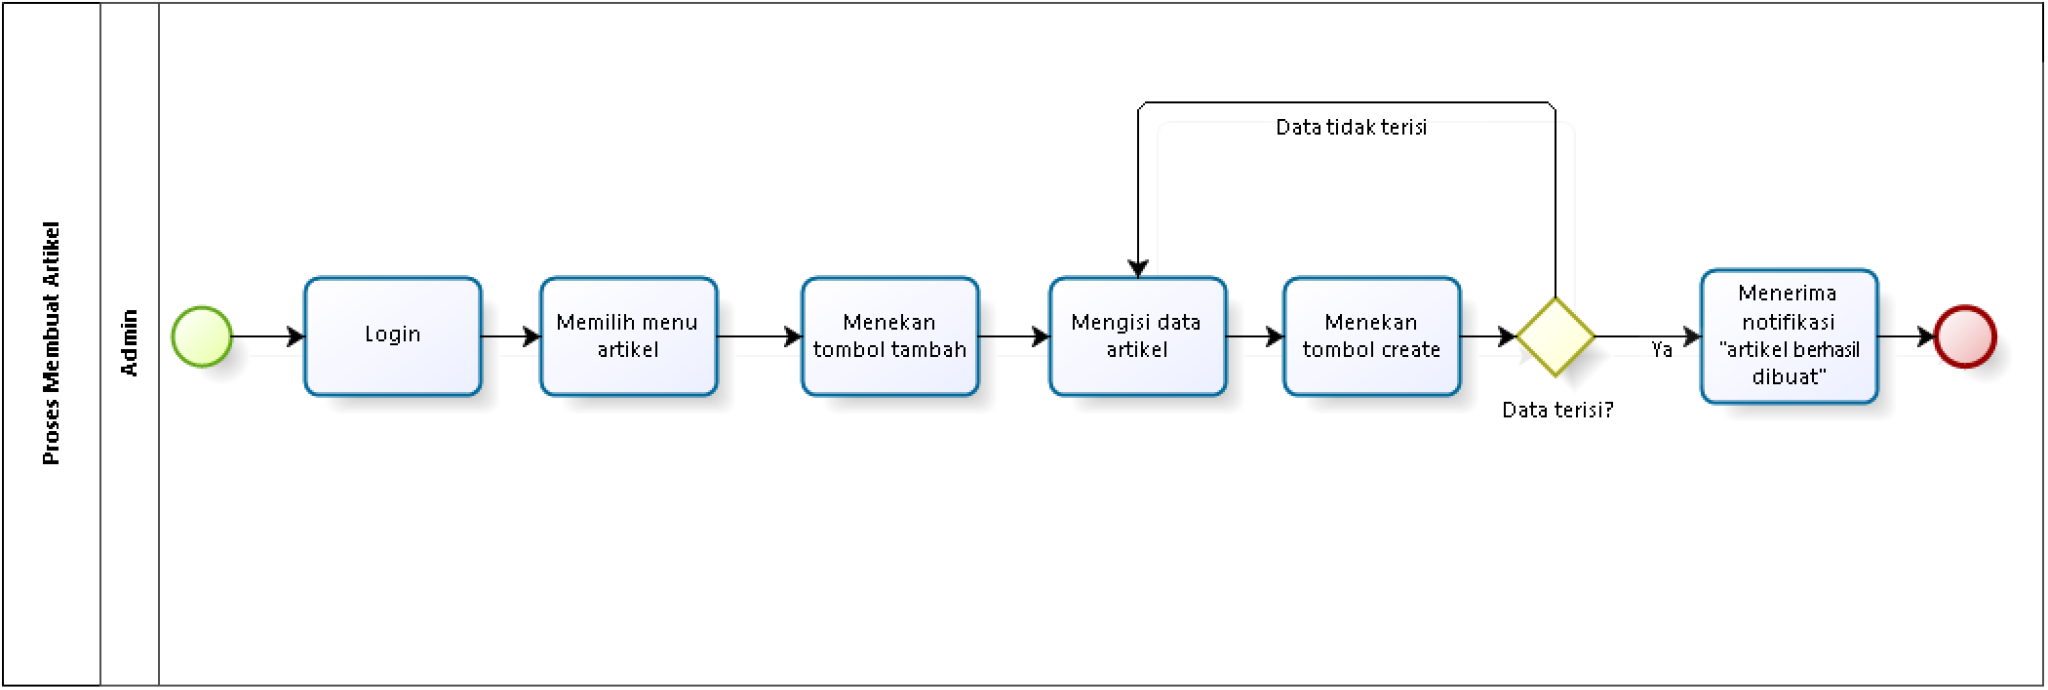 Proses Membuat Artikel
Admin
Data tidak terisi
Login
Memilih menu
artikel
Menekan
tombol tambah
Mengisi data
artikel
Menekan
tombol create
Data terisi?
Ya
Menerima
notifikasi
"artikel berhasil
dibuat"